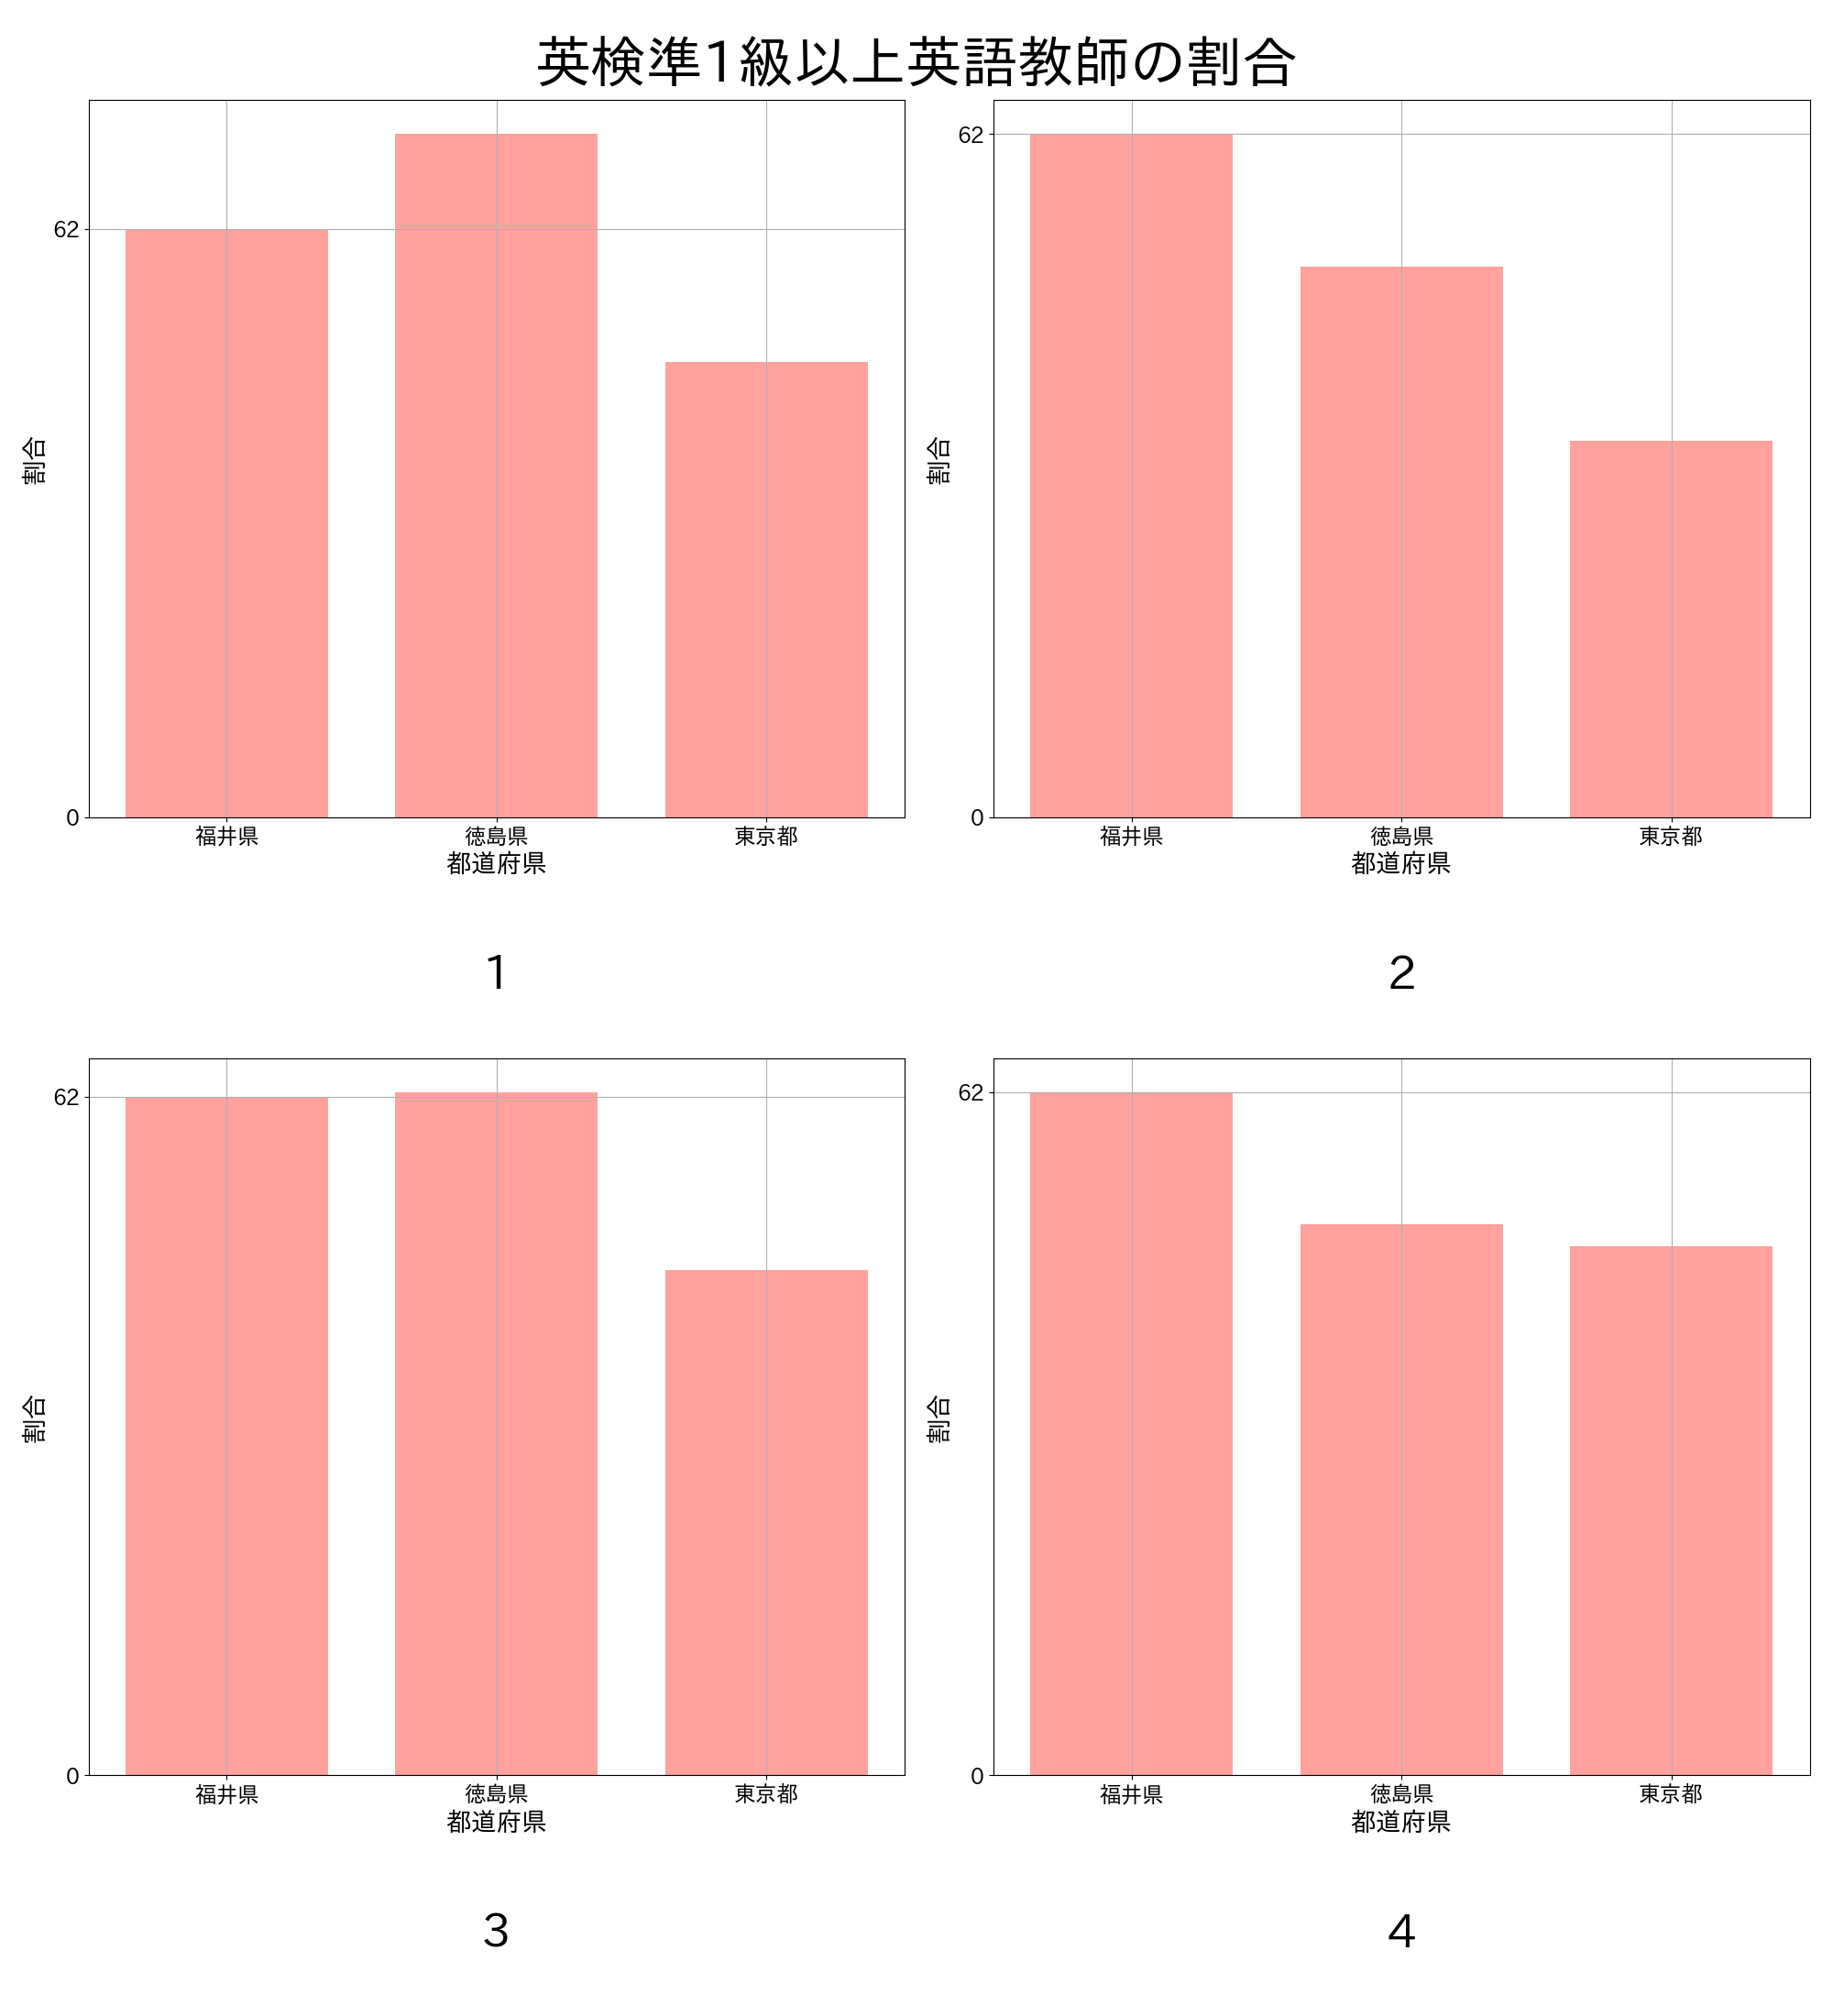 英検準1級以上英語教師の割合
62
0
割合
福井県 徳島県 東京都
都道府県
1
62
0
割合
福井県 徳島県 東京都
都道府県
2
62
0
割合
福井県 徳島県 東京都
都道府県
3
62
0
割合
福井県 徳島県 東京都
都道府県
4